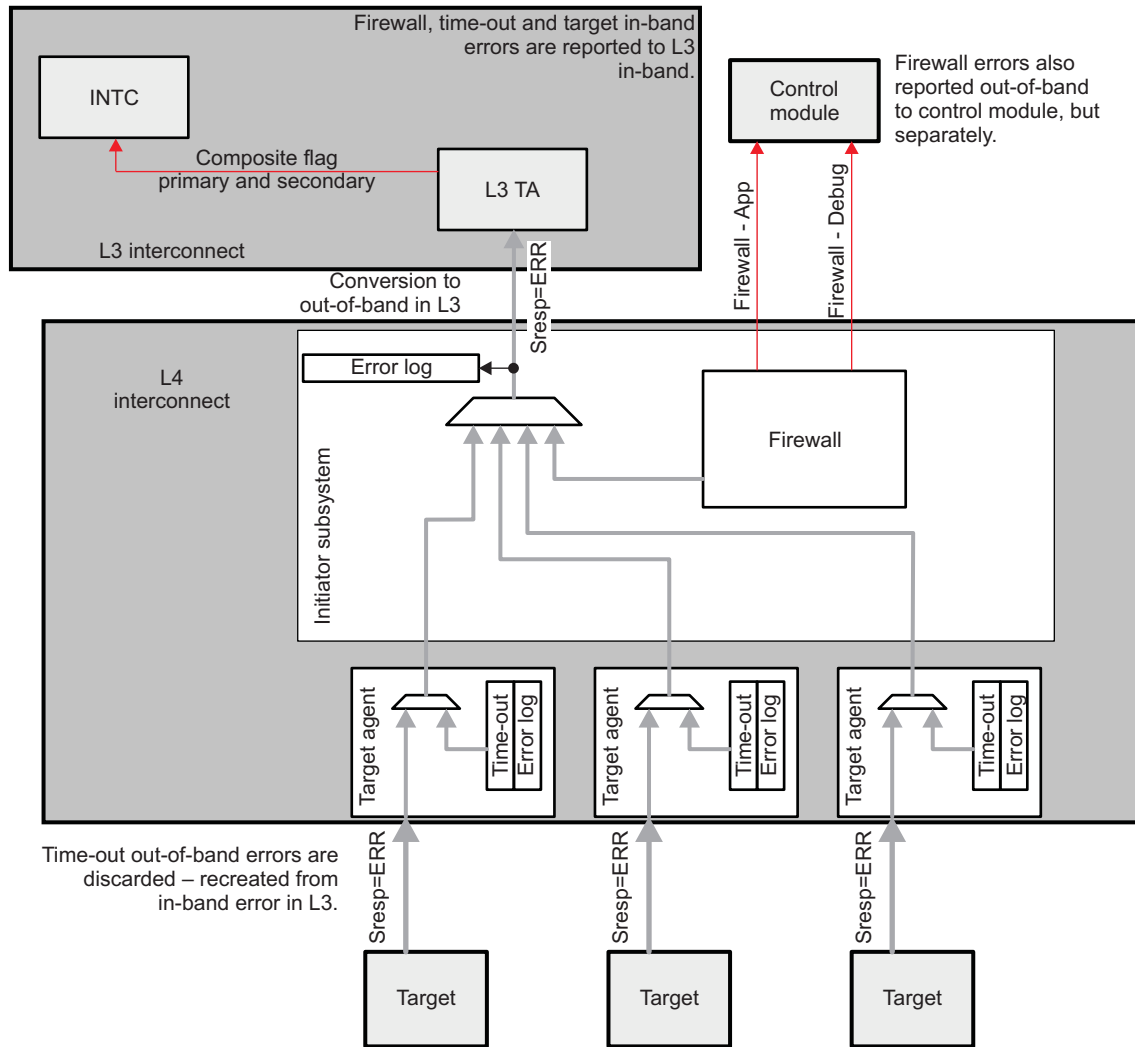 Firewall, time-out and target in-band
errors are reported to L3
in-band.
INTC
Composite flag
primary and secondary
L3 TA
L3 interconnect
Control
module
Firewall errors also
reported out-of-band
to control module, but
separately.
Firewall - App
Firewall - Debug
Conversion to
out-of-band in L3
Sresp=ERR
L4
interconnect
Error log
Firewall
Initiator subsystem
Target agent
Time-out
Error log
Target agent
Time-out
Error log
Target agent
Time-out
Error log
Time-out out-of-band errors are
discarded – recreated from
in-band error in L3.
Sresp=ERR
Sresp=ERR
Sresp=ERR
Target
Target
Target